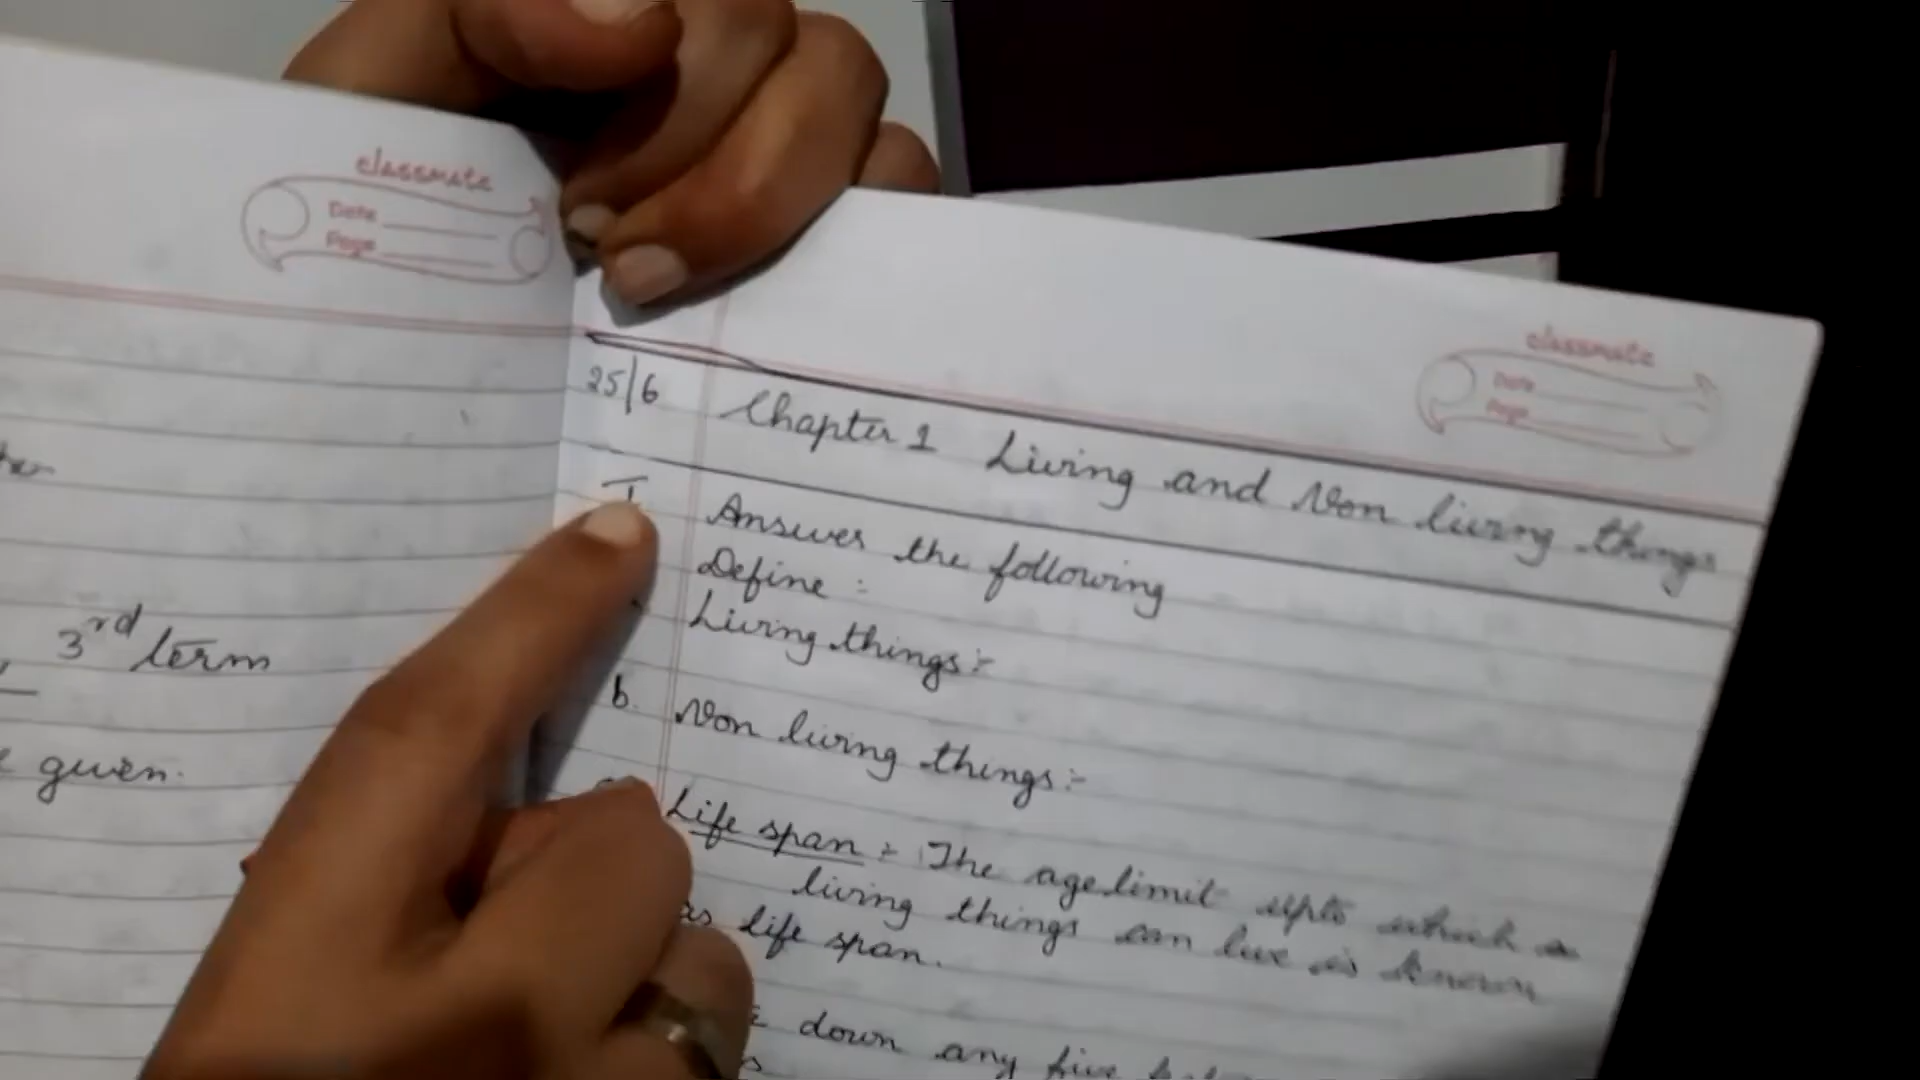 classmate
Date
Page
3rd term
given.
classmate
Date
Page
25/6 Chapter 1 Living and Non living things
I Answer the following
Define :
Living things :-
b. Non living things :-
Life span :- The age limit upto which a
living things can live is known
as life span.
down any five